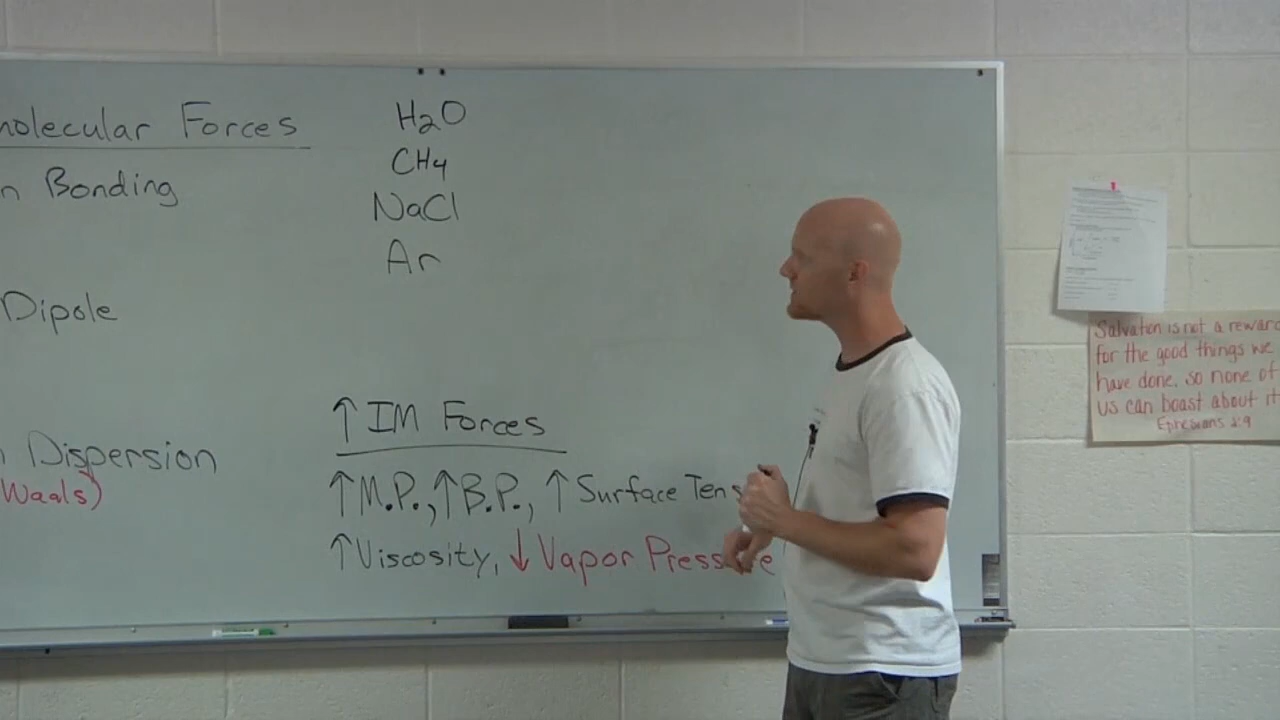 molecular Forces
n Bonding
Dipole
n Dispersion
Waals)
H2O
CH4
NaCl
Ar
↑ IM Forces
↑M.P., ↑B.P., ↑Surface Tens
↑Viscosity, ↓Vapor Pressure
Salvation is not a reward
for the good things we
have done, so none of
us can boast about it
Ephesians 2:9